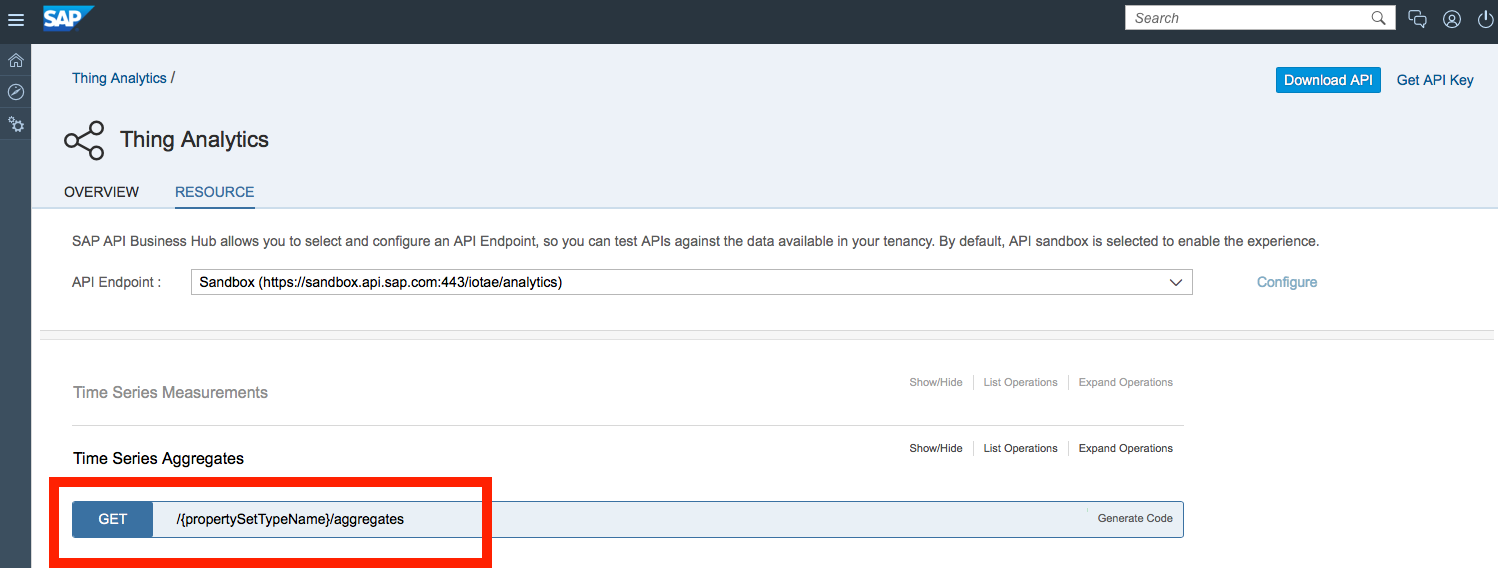 SAP
Search
Thing Analytics /
Download API
Get API Key
Thing Analytics
OVERVIEW
RESOURCE
SAP API Business Hub allows you to select and configure an API Endpoint, so you can test APIs against the data available in your tenancy. By default, API sandbox is selected to enable the experience.
API Endpoint :
Sandbox (https://sandbox.api.sap.com:443/iotae/analytics)
Configure
Time Series Measurements
Show/Hide
List Operations
Expand Operations
Time Series Aggregates
Show/Hide
List Operations
Expand Operations
GET
/{propertySetTypeName}/aggregates
Generate Code